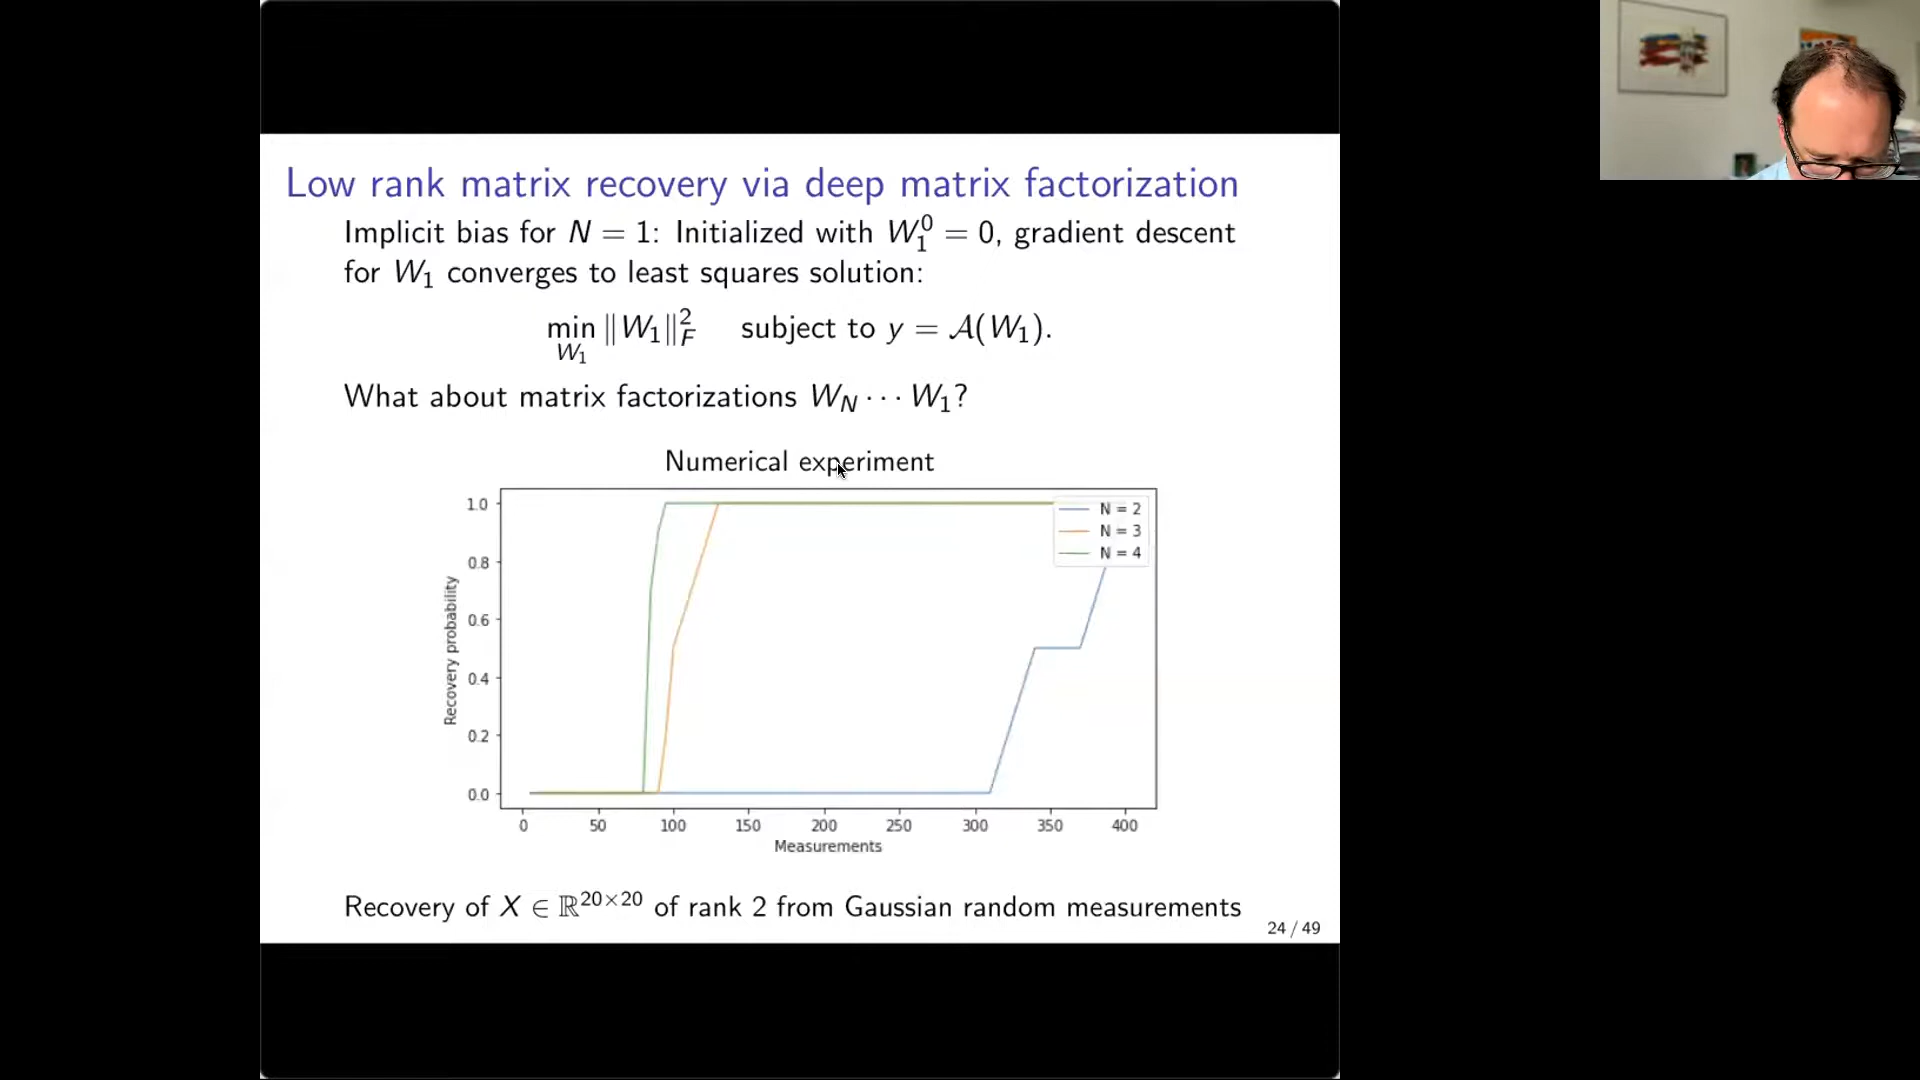 Low rank matrix recovery via deep matrix factorization
Implicit bias for N = 1: Initialized with W₁⁰ = 0, gradient descent
for W₁ converges to least squares solution:
min ‖W₁‖²_F subject to y = 𝒜(W₁).
W₁
What about matrix factorizations W_N ⋯ W₁?
Numerical experiment
1.0
0.8
0.6
0.4
0.2
0.0
Recovery probability
N = 2
N = 3
N = 4
0 50 100 150 200 250 300 350 400
Measurements
Recovery of X ∈ ℝ²⁰ˣ²⁰ of rank 2 from Gaussian random measurements
24 / 49